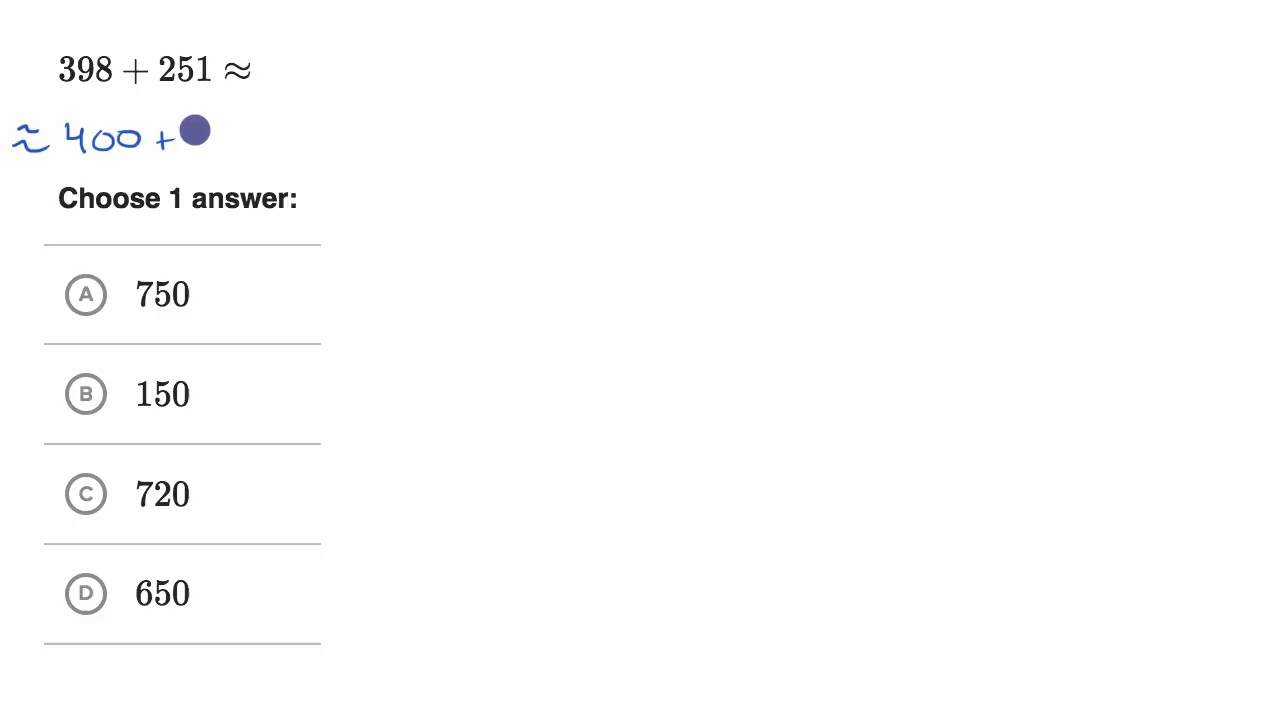 398 + 251 ≈
≈ 400 +
Choose 1 answer:
A 750
B 150
C 720
D 650